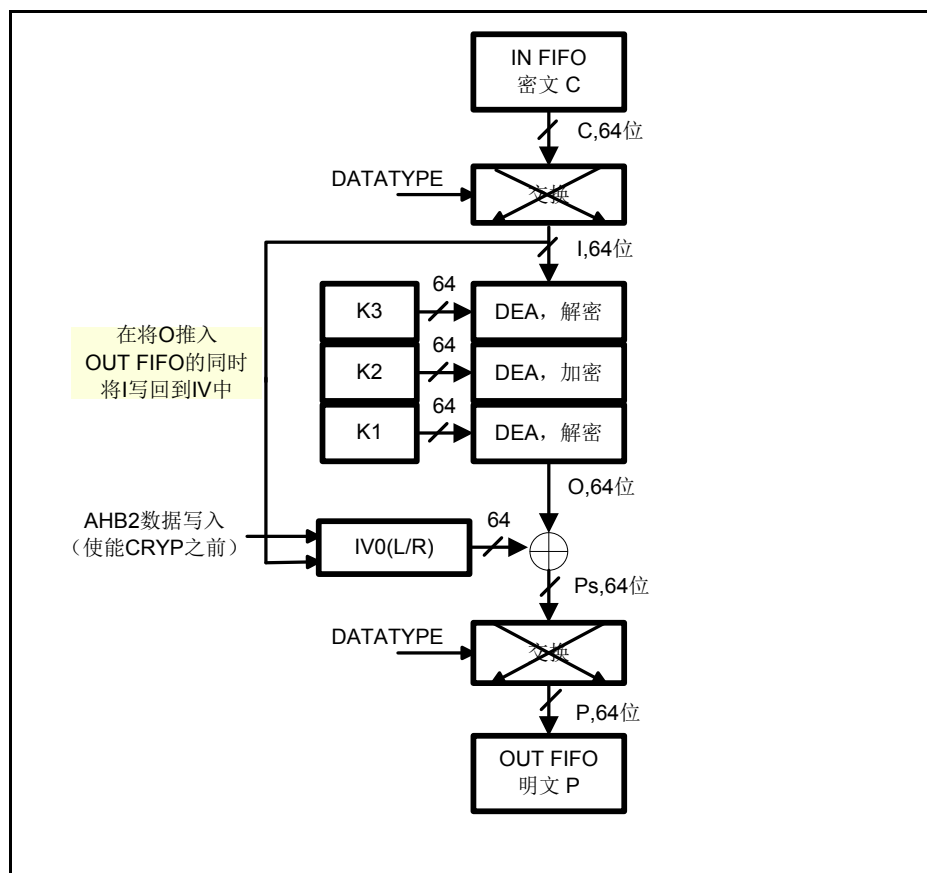 IN FIFO
密文 C
C,64位
DATATYPE
交换
I,64位
K3
64
DEA，解密
在将O推入
OUT FIFO的同时
将I写回到IV中
K2
64
DEA，加密
K1
64
DEA，解密
O,64位
AHB2数据写入
（使能CRYP之前）
IV0(L/R)
64
Ps,64位
DATATYPE
交换
P,64位
OUT FIFO
明文 P